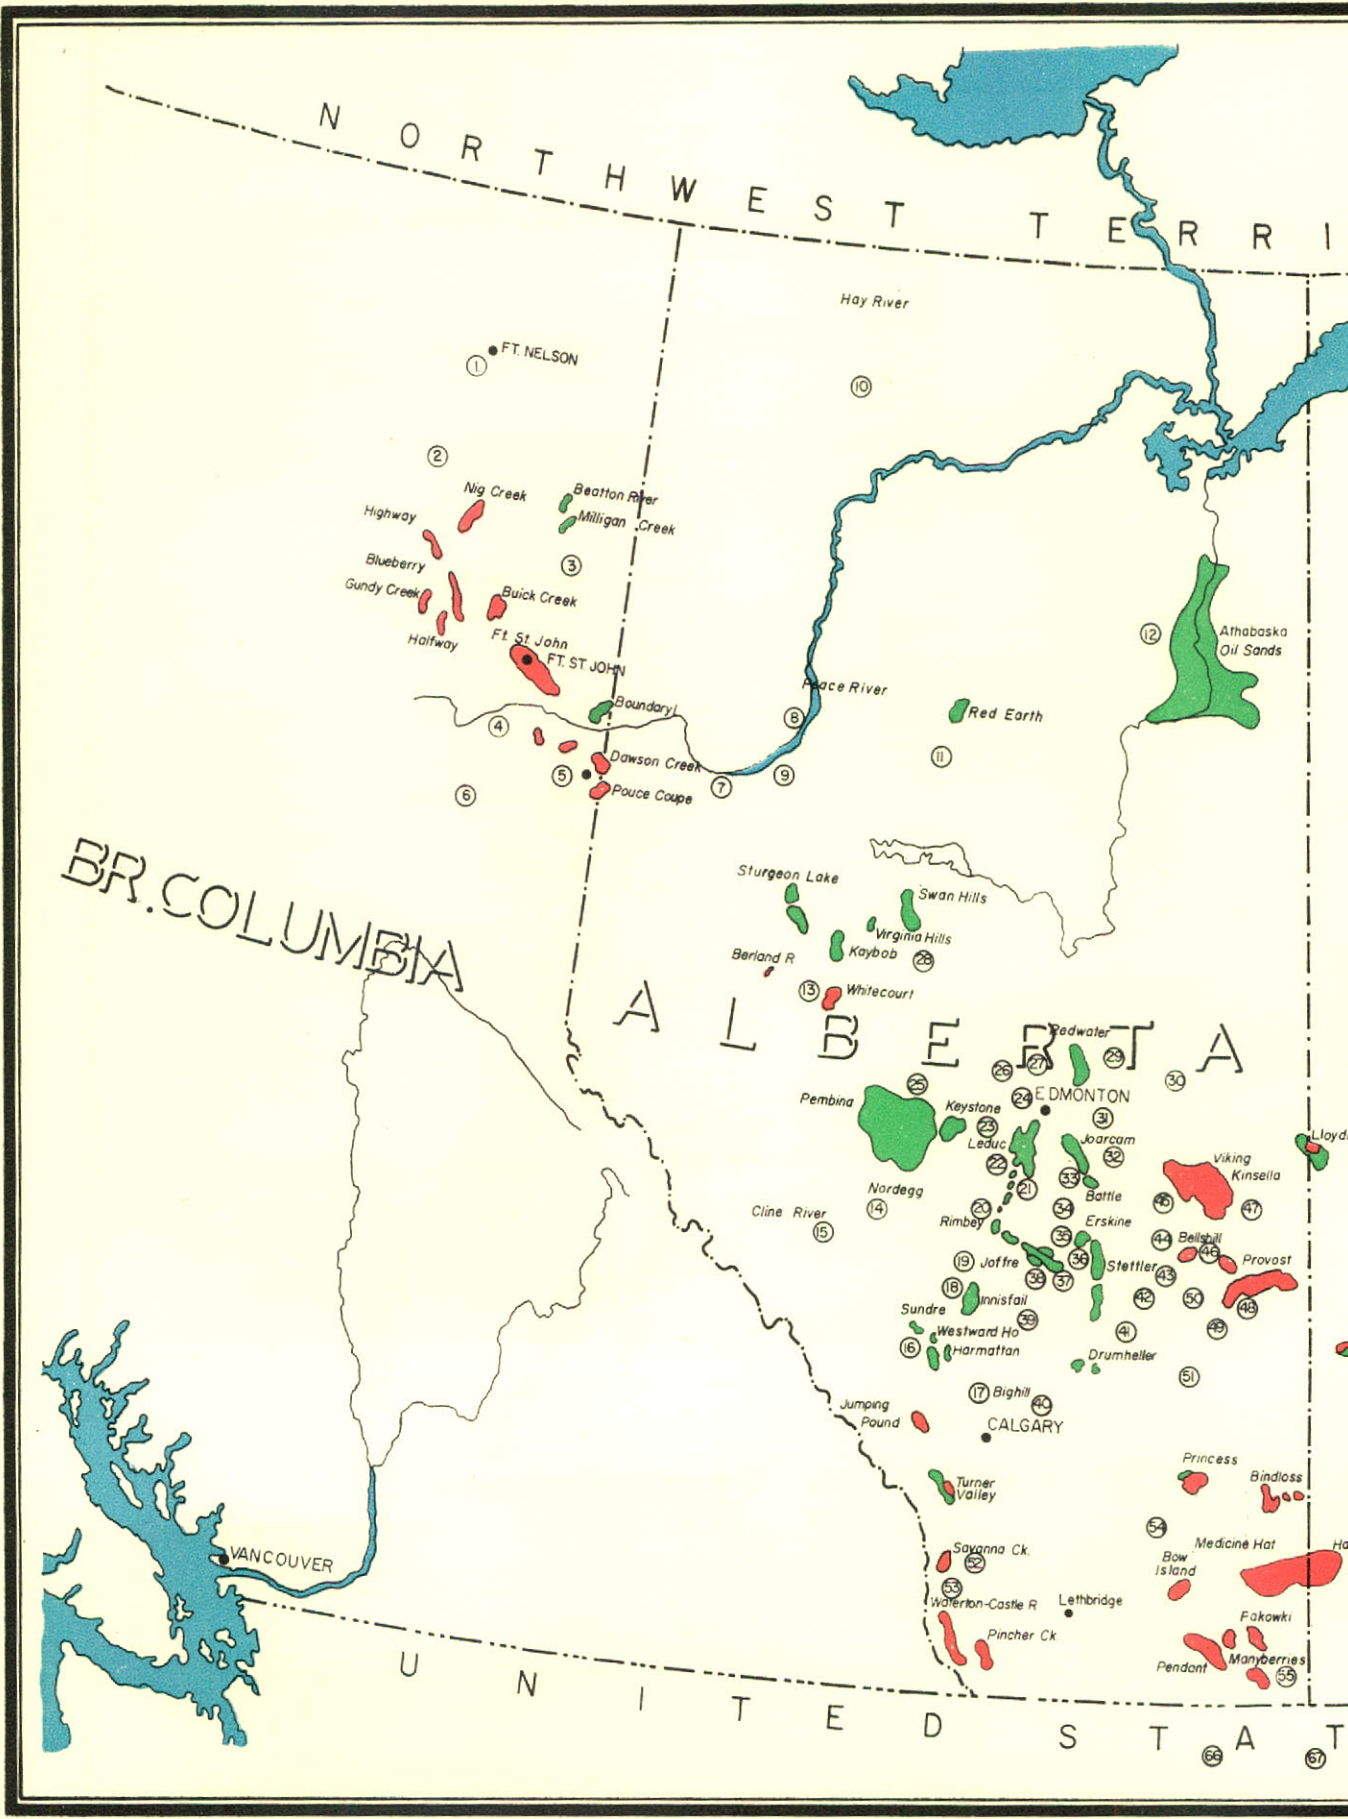 NORTHWEST TERRI
Hay River
FT. NELSON
1
10
2
Nig Creek
Beatton River
Highway
Milligan Creek
Blueberry
3
Gundy Creek
Buick Creek
Halfway
Ft. St. John
FT. ST JOHN
12
Athabaska
Oil Sands
Peace River
Boundary
8
Red Earth
4
11
Dawson Creek
5
9
7
Pouce Coupe
6
BR. COLUMBIA
Sturgeon Lake
Swan Hills
Virginia Hills
Kaybob
28
Berland R
13
Whitecourt
ALBERTA
Redwater
29
27
26
30
25
Pembina
24
EDMONTON
Keystone
23
31
Leduc
Joarcam
32
Lloyd
22
Viking
Kinsella
33
21
Battle
Nordegg
14
Cline River
15
20
34
45
47
Rimbey
Erskine
35
44
Bellshill
46
19
Joffre
36
Stettler
43
Provost
38
37
18
Innisfail
42
50
48
Sundre
39
Westward Ho
41
49
16
Harmattan
Drumheller
51
17
Bighill
40
Jumping
Pound
CALGARY
Princess
Bindloss
Turner
Valley
54
Medicine Hat
Ha
Savanna Ck.
52
Bow
Island
53
Waterton-Castle R
Lethbridge
VANCOUVER
Pakowki
Pincher Ck
Pendant
Manyberries
55
UNITED STAT
66
67